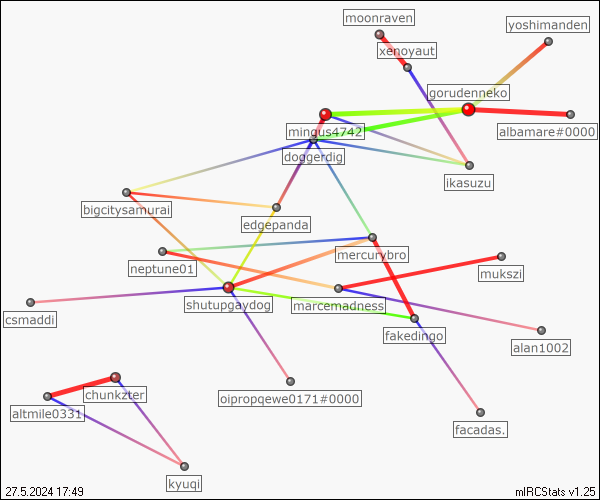 moonraven
yoshimanden
xenoyaut
gorudenneko
mingus4742
albamare#0000
doggerdig
ikasuzu
bigcitysamurai
edgepanda
mercurybro
neptune01
mukszi
shutupgaydog
marcemadness
csmaddi
fakedingo
alan1002
chunkzter
oipropqewe0171#0000
altmile0331
facadas.
kyuqi
27.5.2024 17:49
mIRCStats v1.25